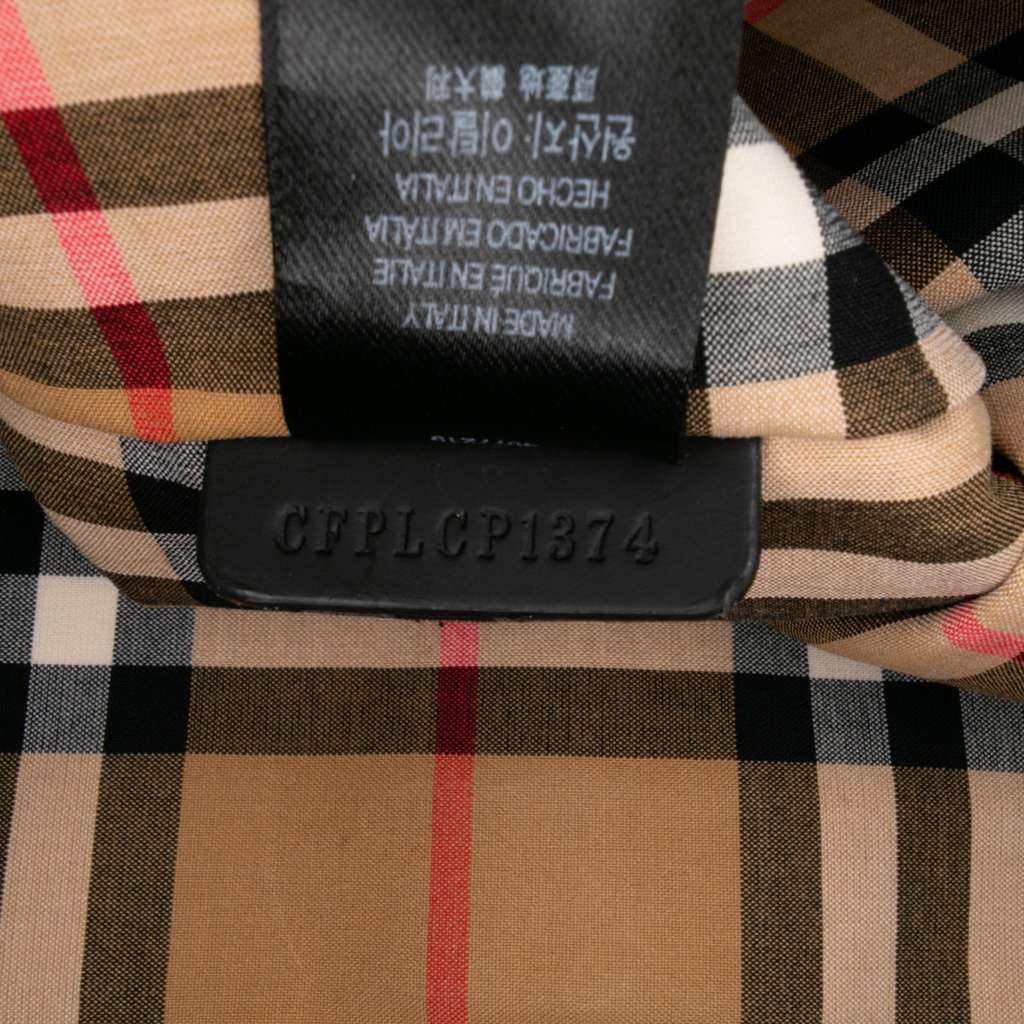 MADE IN ITALY
FABRIQUÉ EN ITALIE
FABRICADO EM ITÁLIA
HECHO EN ITALIA
원산지: 이탈리아
原產地 義大利
CFPLCP1374